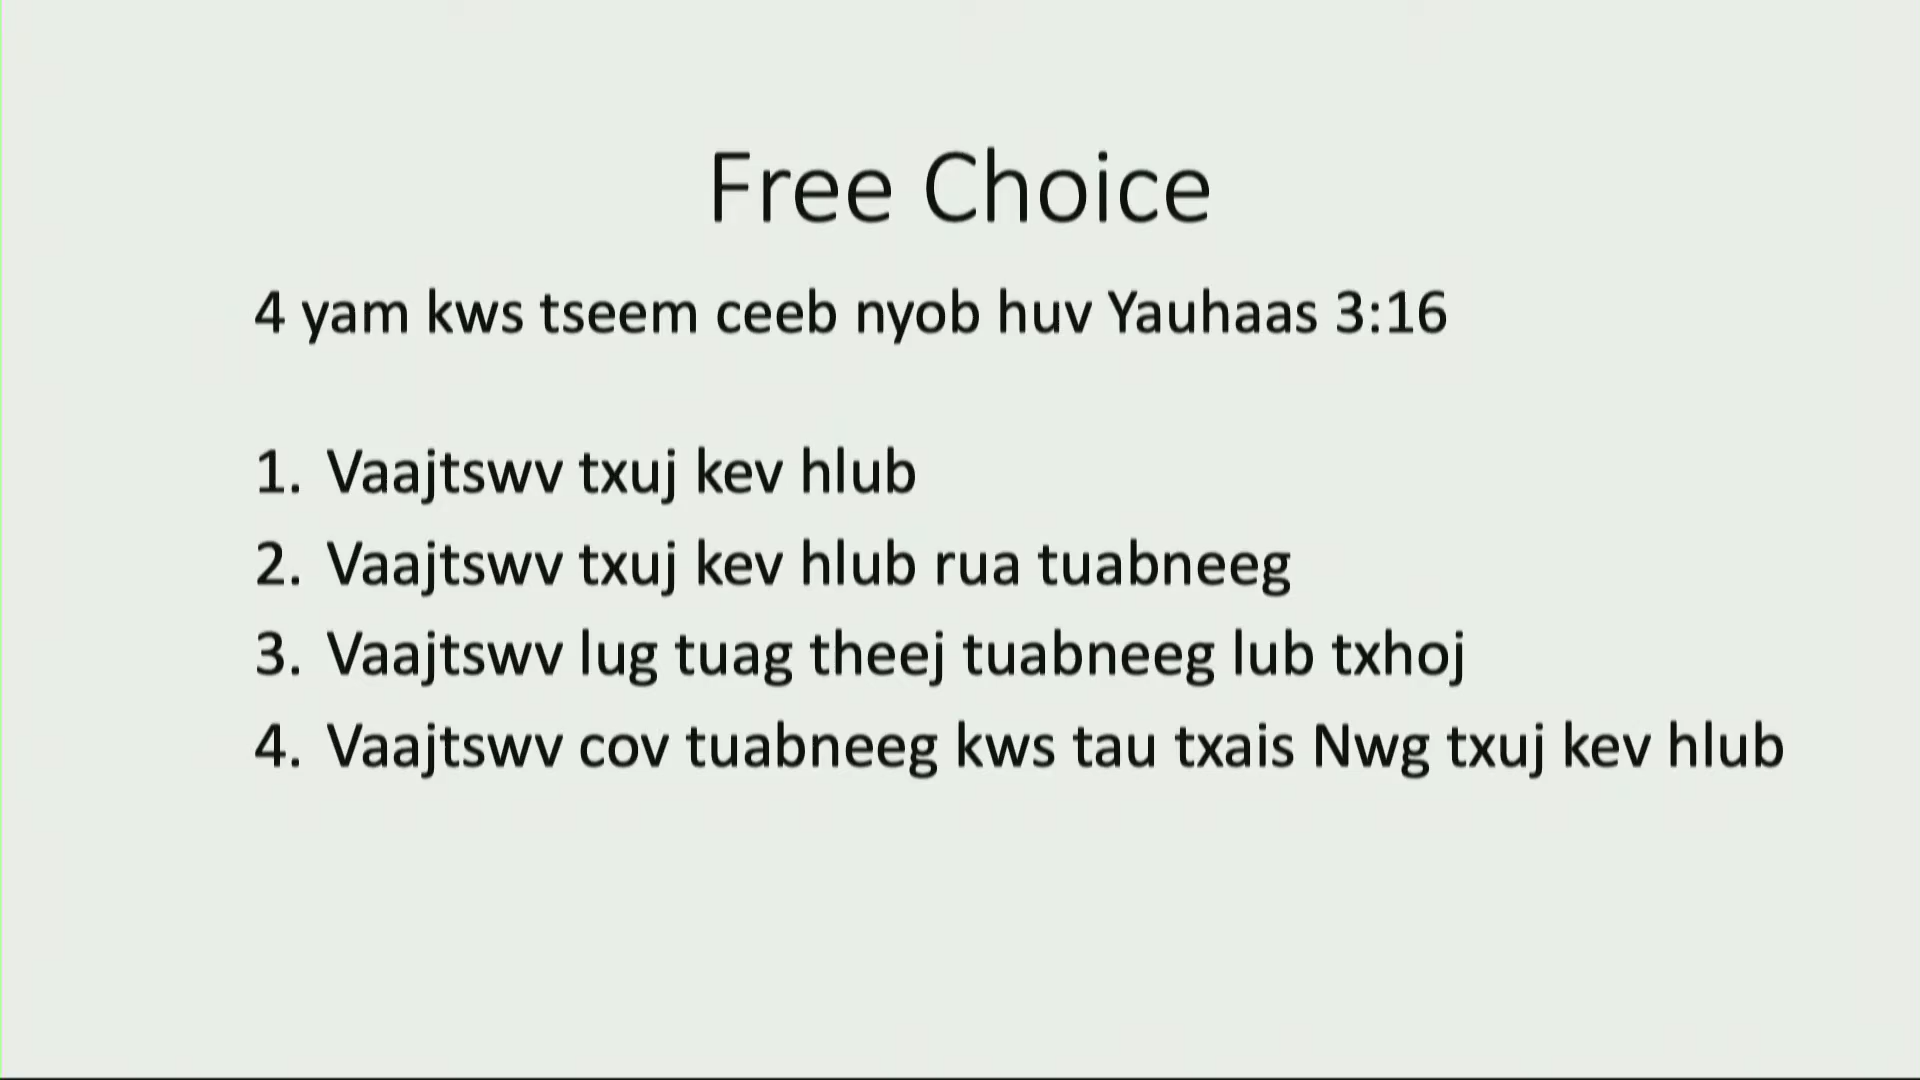 Free Choice
4 yam kws tseem ceeb nyob huv Yauhaas 3:16
1. Vaajtswv txuj kev hlub
2. Vaajtswv txuj kev hlub rua tuabneeg
3. Vaajtswv lug tuag theej tuabneeg lub txhoj
4. Vaajtswv cov tuabneeg kws tau txais Nwg txuj kev hlub